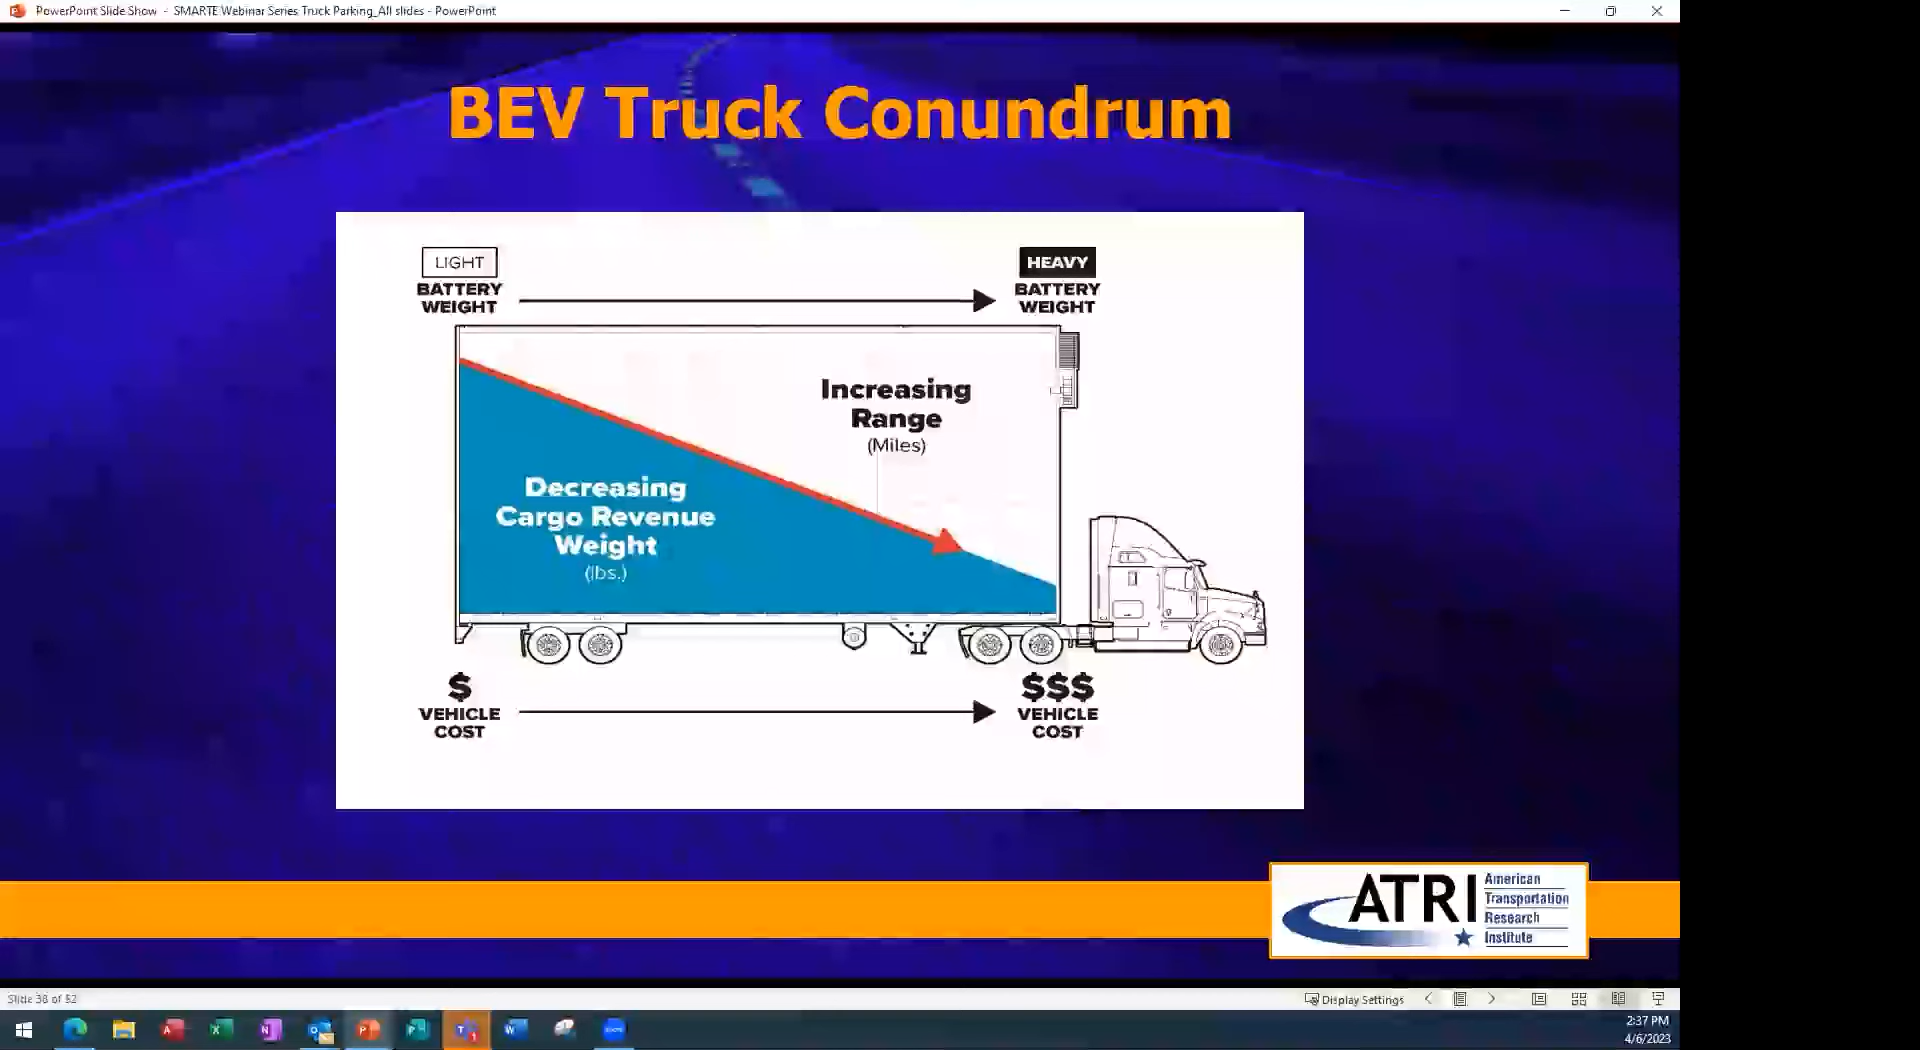 PowerPoint Slide Show - SMARTE Webinar Series Truck Parking_All slides - PowerPoint
BEV Truck Conundrum
LIGHT
BATTERY
WEIGHT
HEAVY
BATTERY
WEIGHT
Increasing
Range
(Miles)
Decreasing
Cargo Revenue
Weight
(lbs.)
$
VEHICLE
COST
$$$
VEHICLE
COST
ATRI
American
Transportation
Research
Institute
Slide 38 of 52
Display Settings
2:37 PM
4/6/2023